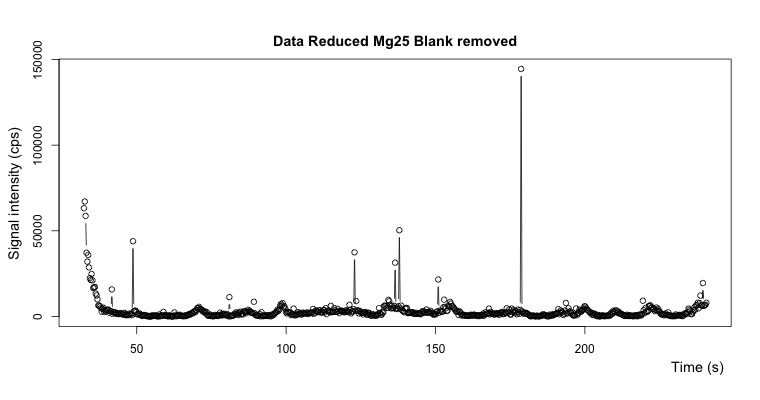 Data Reduced Mg25 Blank removed
Signal intensity (cps)
150000
100000
50000
0
50 100 150 200
Time (s)